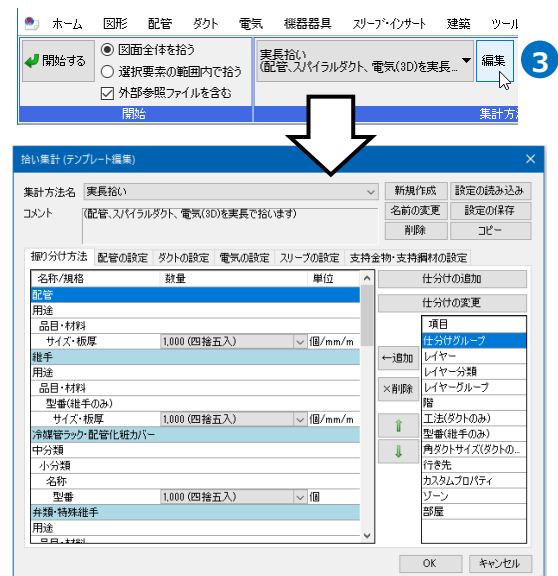 ホーム 図形 配管 ダクト 電気 機器器具 スリーブ・インサート 建築 ツール
開始する
図面全体を拾う
選択要素の範囲内で拾う
外部参照ファイルを含む
開始
実長拾い
(配管、スパイラルダクト、電気(3D)を実長...
編集
集計方法
3
拾い集計 (テンプレート編集)
集計方法名 実長拾い 新規作成 設定の読み込み
コメント (配管、スパイラルダクト、電気(3D)を実長で拾います) 名前の変更 設定の保存
削除 コピー
振り分け方法 配管の設定 ダクトの設定 電気の設定 スリーブの設定 支持金物・支持鋼材の設定
名称/規格 数量 単位
配管
用途
品目・材料
サイズ・板厚 1,000 (四捨五入) 個/mm/m
継手
用途
品目・材料
型番(継手のみ)
サイズ・板厚 1,000 (四捨五入) 個/mm/m
冷媒管ラック・配管化粧カバー
中分類
小分類
名称
型番 1,000 (四捨五入) 個
弁類・特殊継手
用途
品目・材料
仕分けの追加
仕分けの変更
←追加
×削除
項目
仕分けグループ
レイヤー
レイヤー分類
レイヤーグループ
階
工法(ダクトのみ)
型番(継手のみ)
角ダクトサイズ(ダクトの...
行き先
カスタムプロパティ
ゾーン
部屋
OK キャンセル